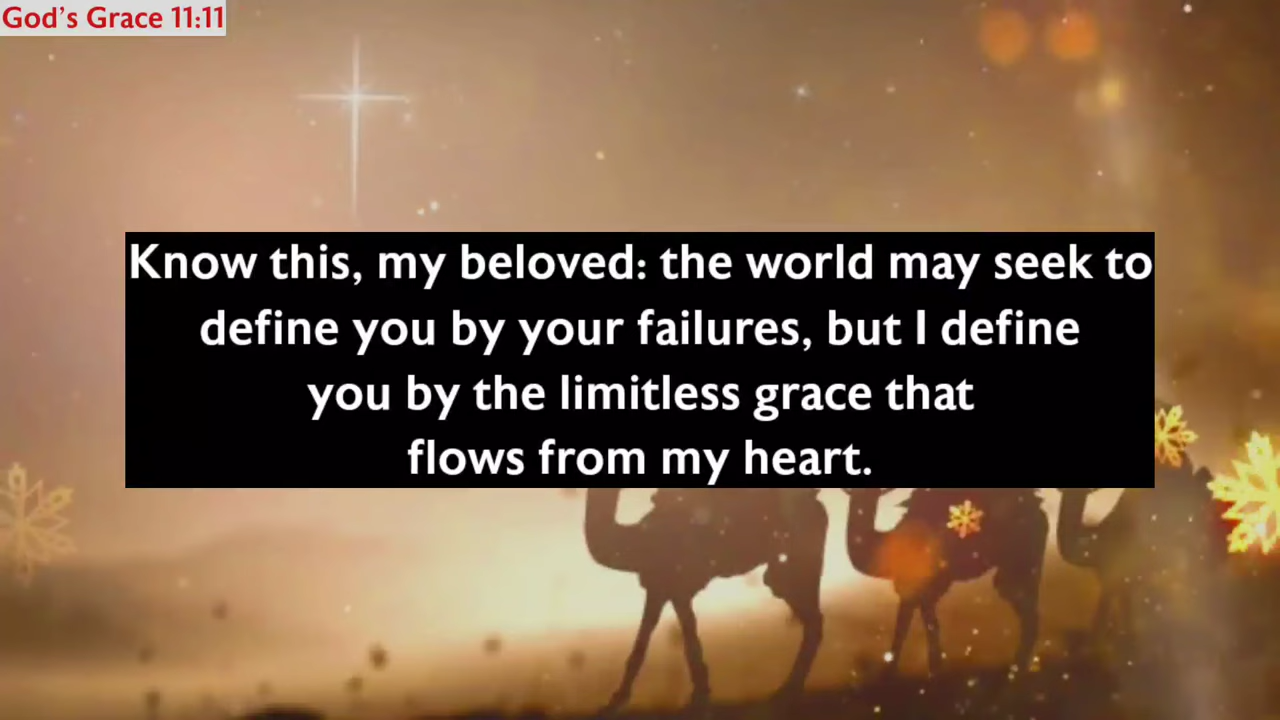 God's Grace 11:11
Know this, my beloved: the world may seek to
define you by your failures, but I define
you by the limitless grace that
flows from my heart.